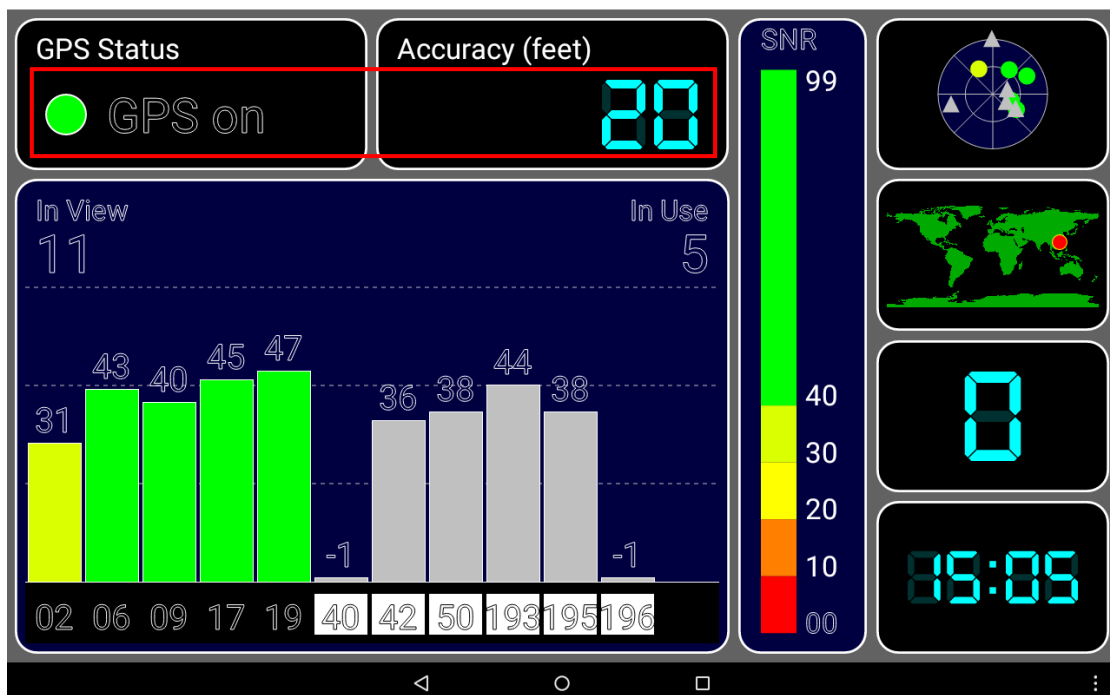 GPS Status
GPS on
Accuracy (feet)
20
In View
11
In Use
5
31 43 40 45 47 -1 36 38 44 38 -1
02 06 09 17 19 40 42 50 193 195 196
SNR
99
40
30
20
10
00
0
15:05